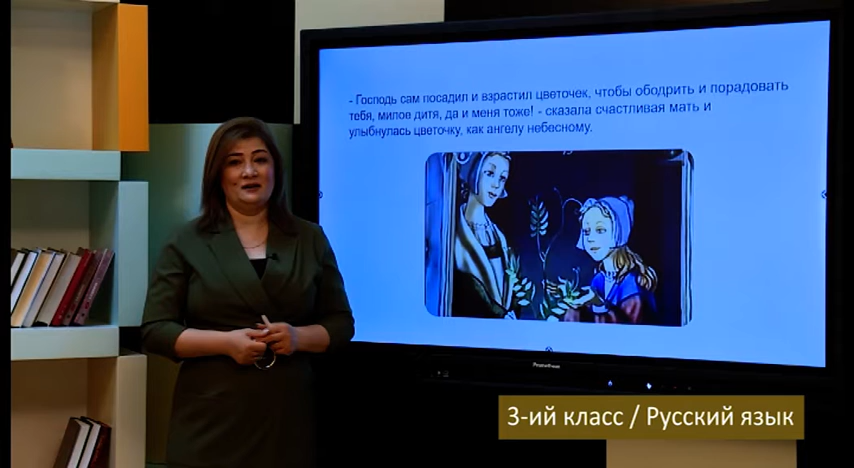 - Господь сам посадил и взрастил цветочек, чтобы ободрить и порадовать
тебя, милое дитя, да и меня тоже! - сказала счастливая мать и
улыбнулась цветочку, как ангелу небесному.
3-ий класс / Русский язык